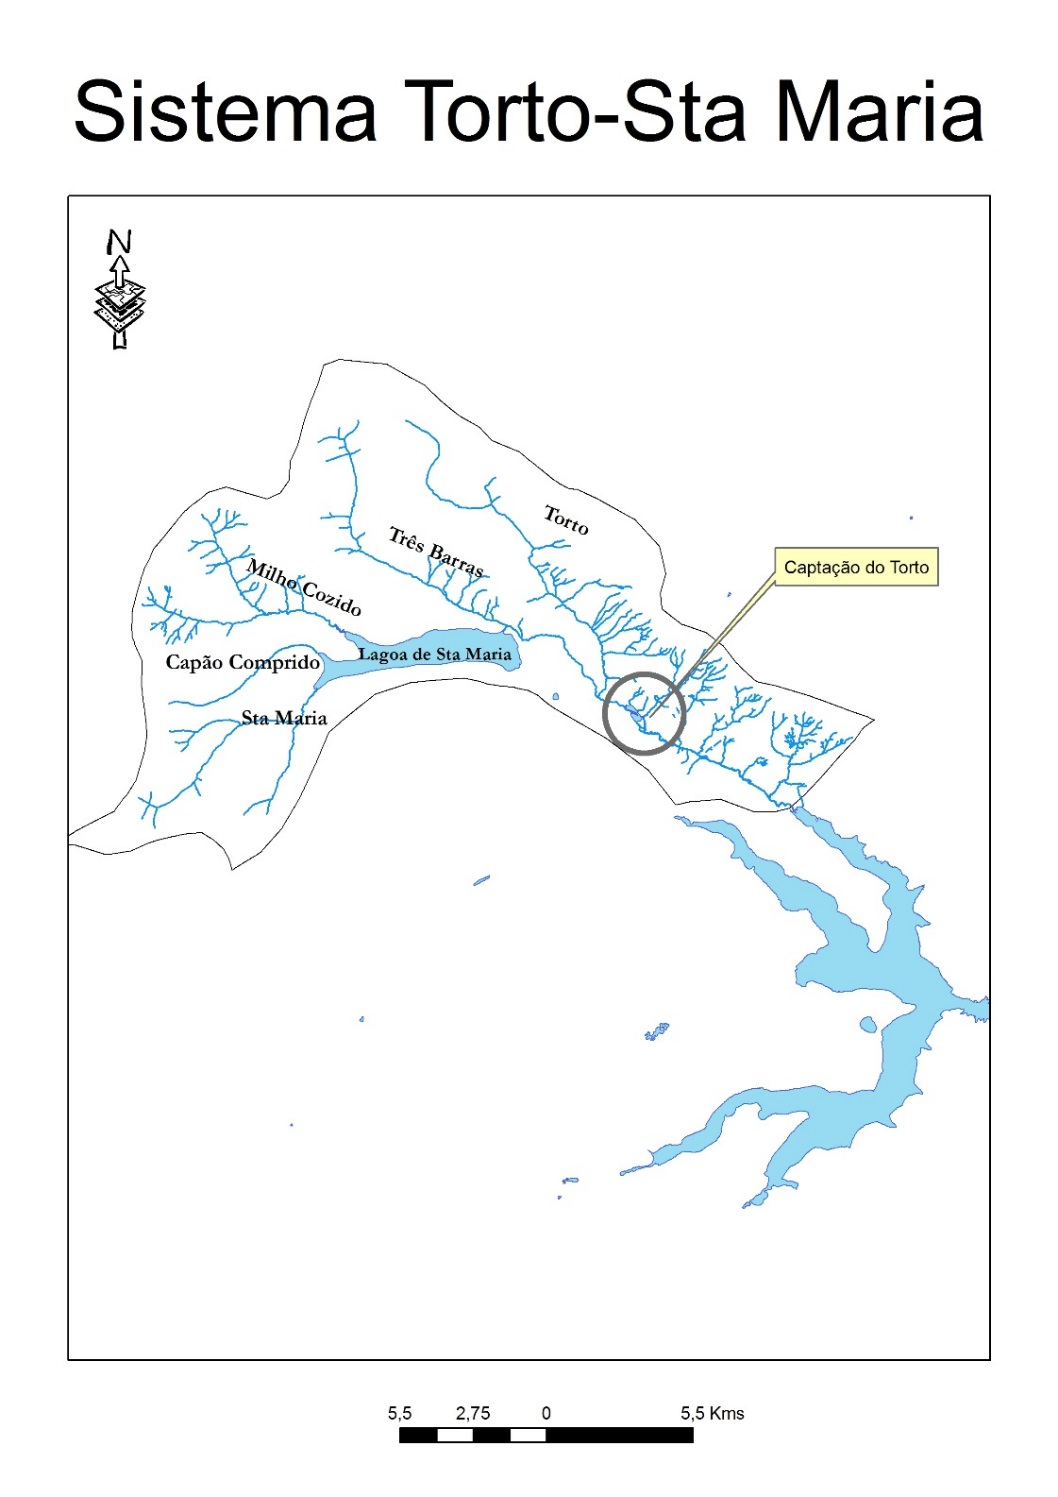 Sistema Torto-Sta Maria
N
Torto
Três Barras
Captação do Torto
Milho Cozido
Lagoa de Sta Maria
Capão Comprido
Sta Maria
5,5 2,75 0 5,5 Kms